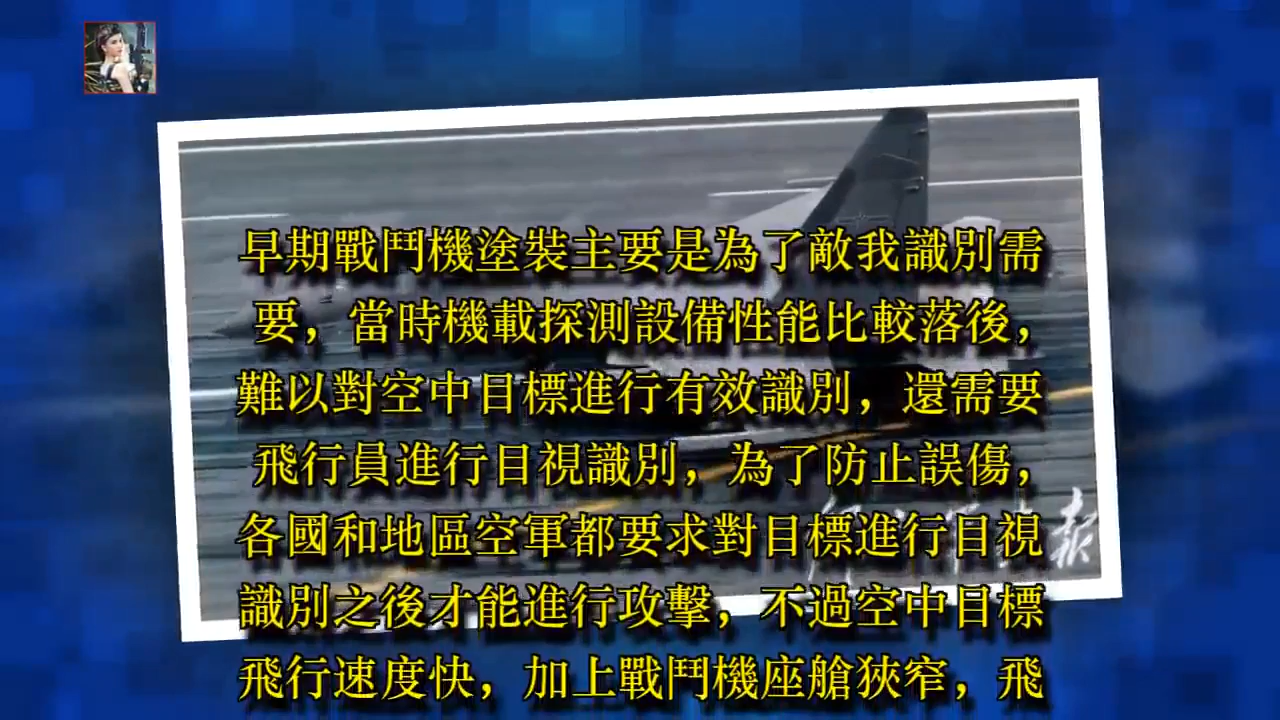 早期戰鬥機塗裝主要是為了敵我識別需
要，當時機載探測設備性能比較落後，
難以對空中目標進行有效識別，還需要
飛行員進行目視識別，為了防止誤傷，
各國和地區空軍都要求對目標進行目視
識別之後才能進行攻擊，不過空中目標
飛行速度快，加上戰鬥機座艙狹窄，飛
報